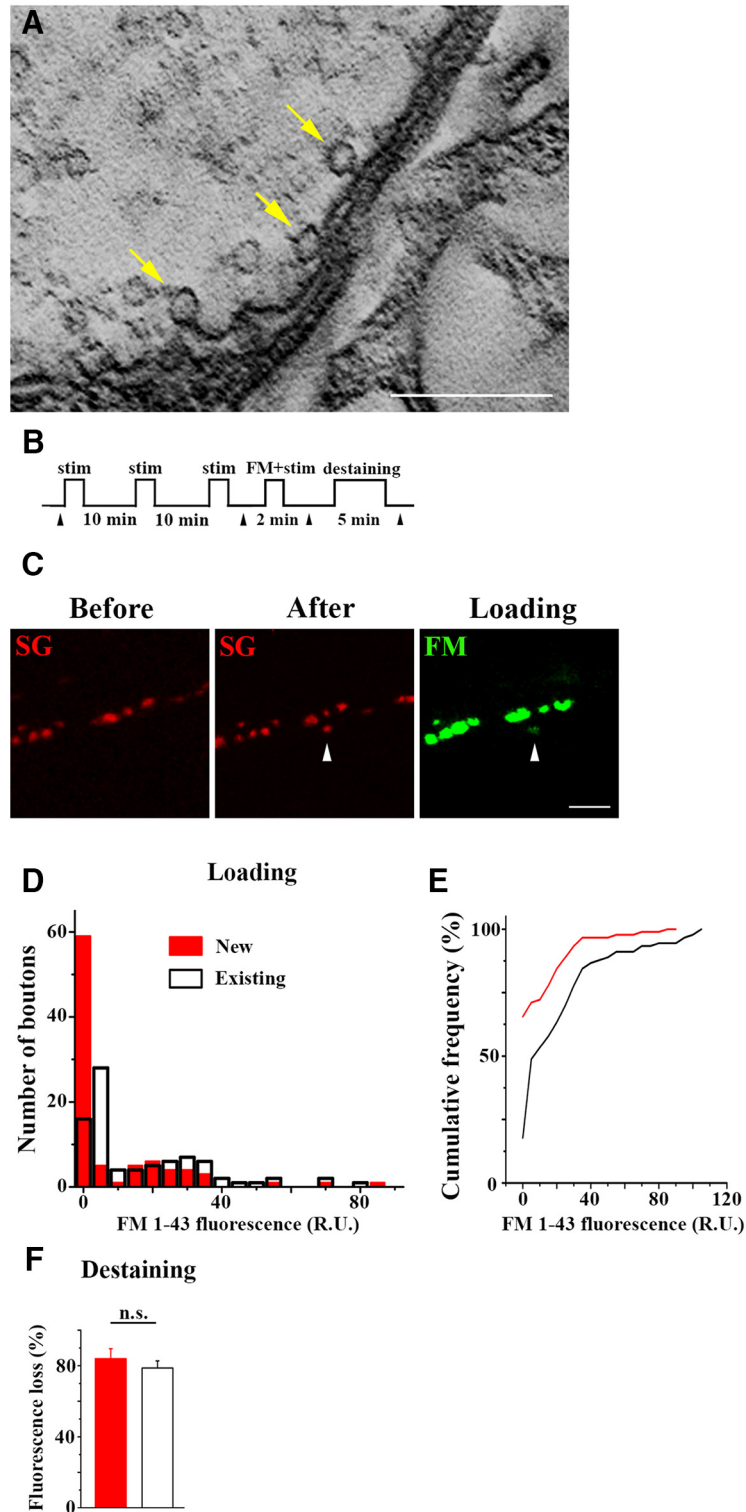 A
B
stim stim stim FM+stim destaining
10 min 10 min 2 min 5 min
C
Before After Loading
SG SG FM
D
Loading
New
Existing
Number of boutons
60
40
20
0
0 40 80
FM 1-43 fluorescence (R.U.)
E
Cumulative frequency (%)
100
50
0
0 40 80 120
FM 1-43 fluorescence (R.U.)
F
Destaining
n.s.
Fluorescence loss (%)
80
40
0